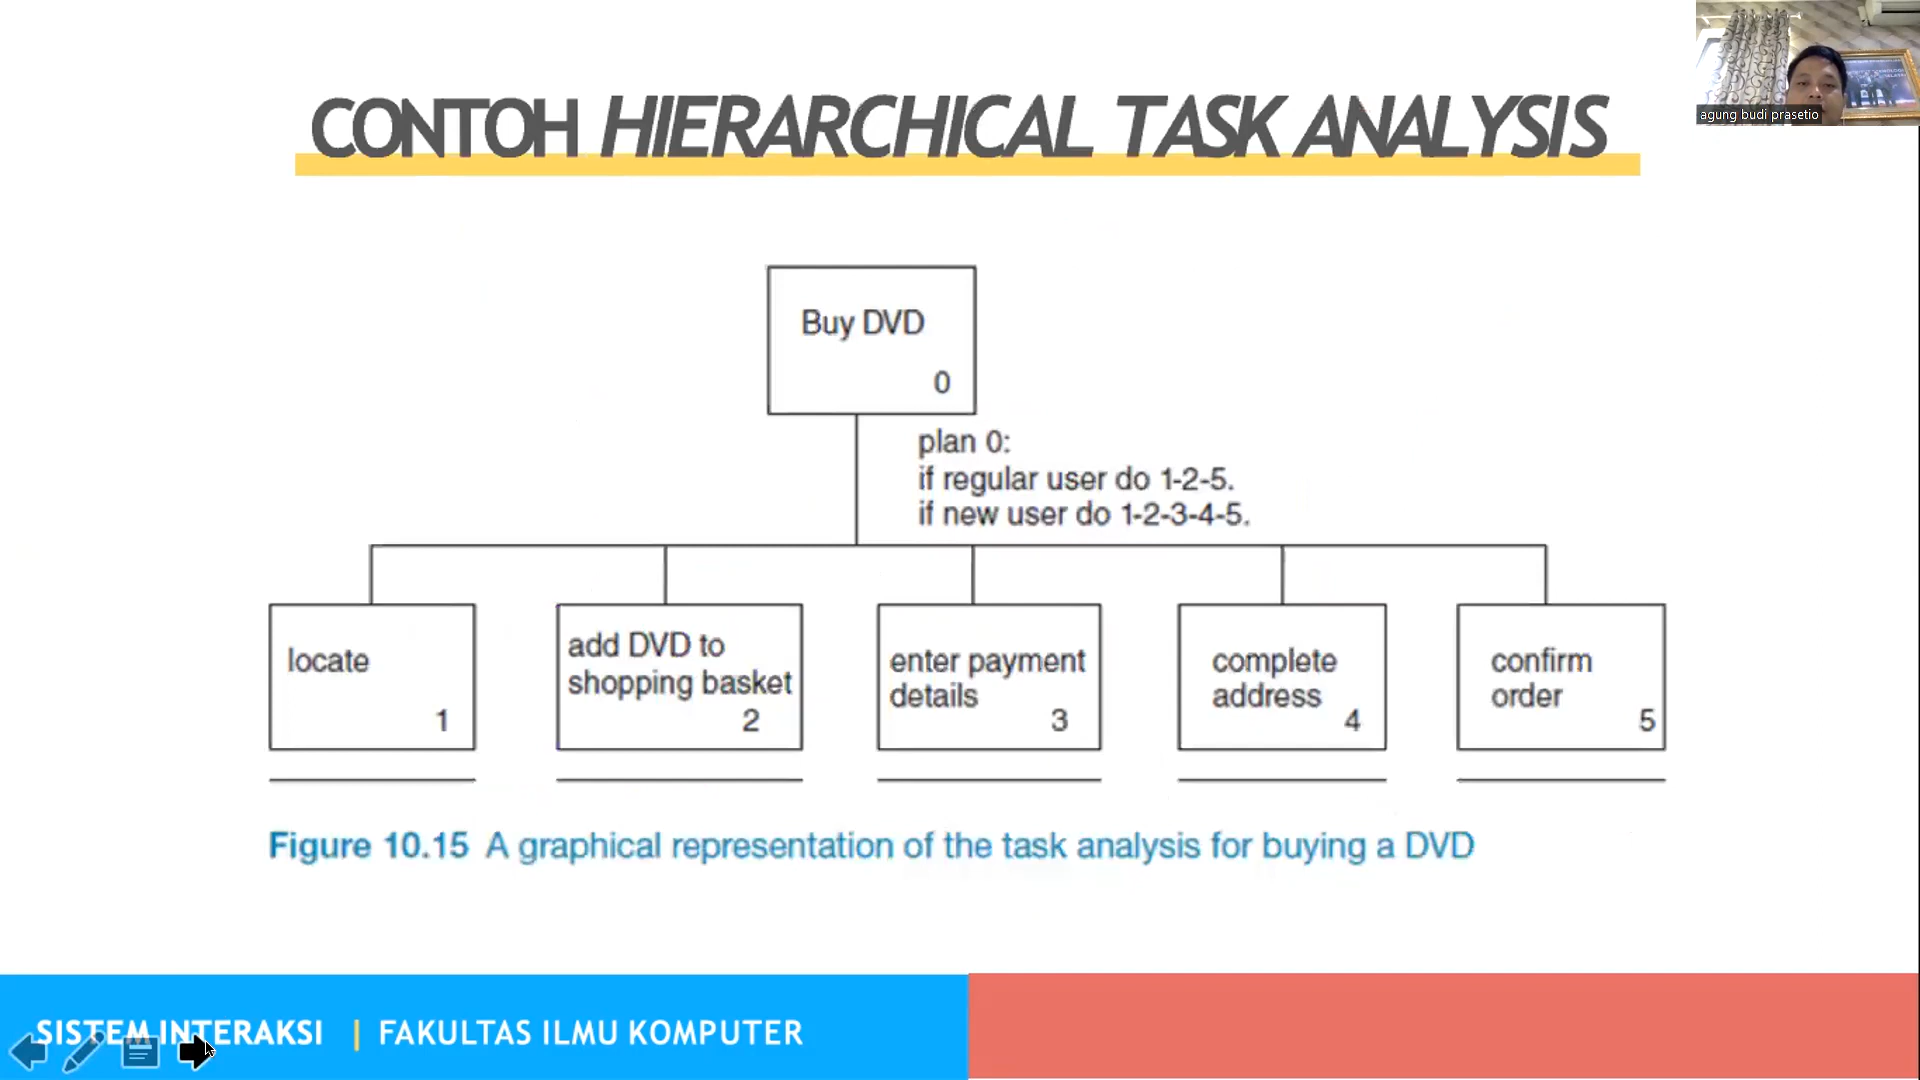 CONTOH HIERARCHICAL TASK ANALYSIS
agung budi prasetio
Buy DVD
0
plan 0:
if regular user do 1-2-5.
if new user do 1-2-3-4-5.
locate
1
add DVD to
shopping basket
2
enter payment
details
3
complete
address
4
confirm
order
5
Figure 10.15 A graphical representation of the task analysis for buying a DVD
SISTEM INTERAKSI | FAKULTAS ILMU KOMPUTER